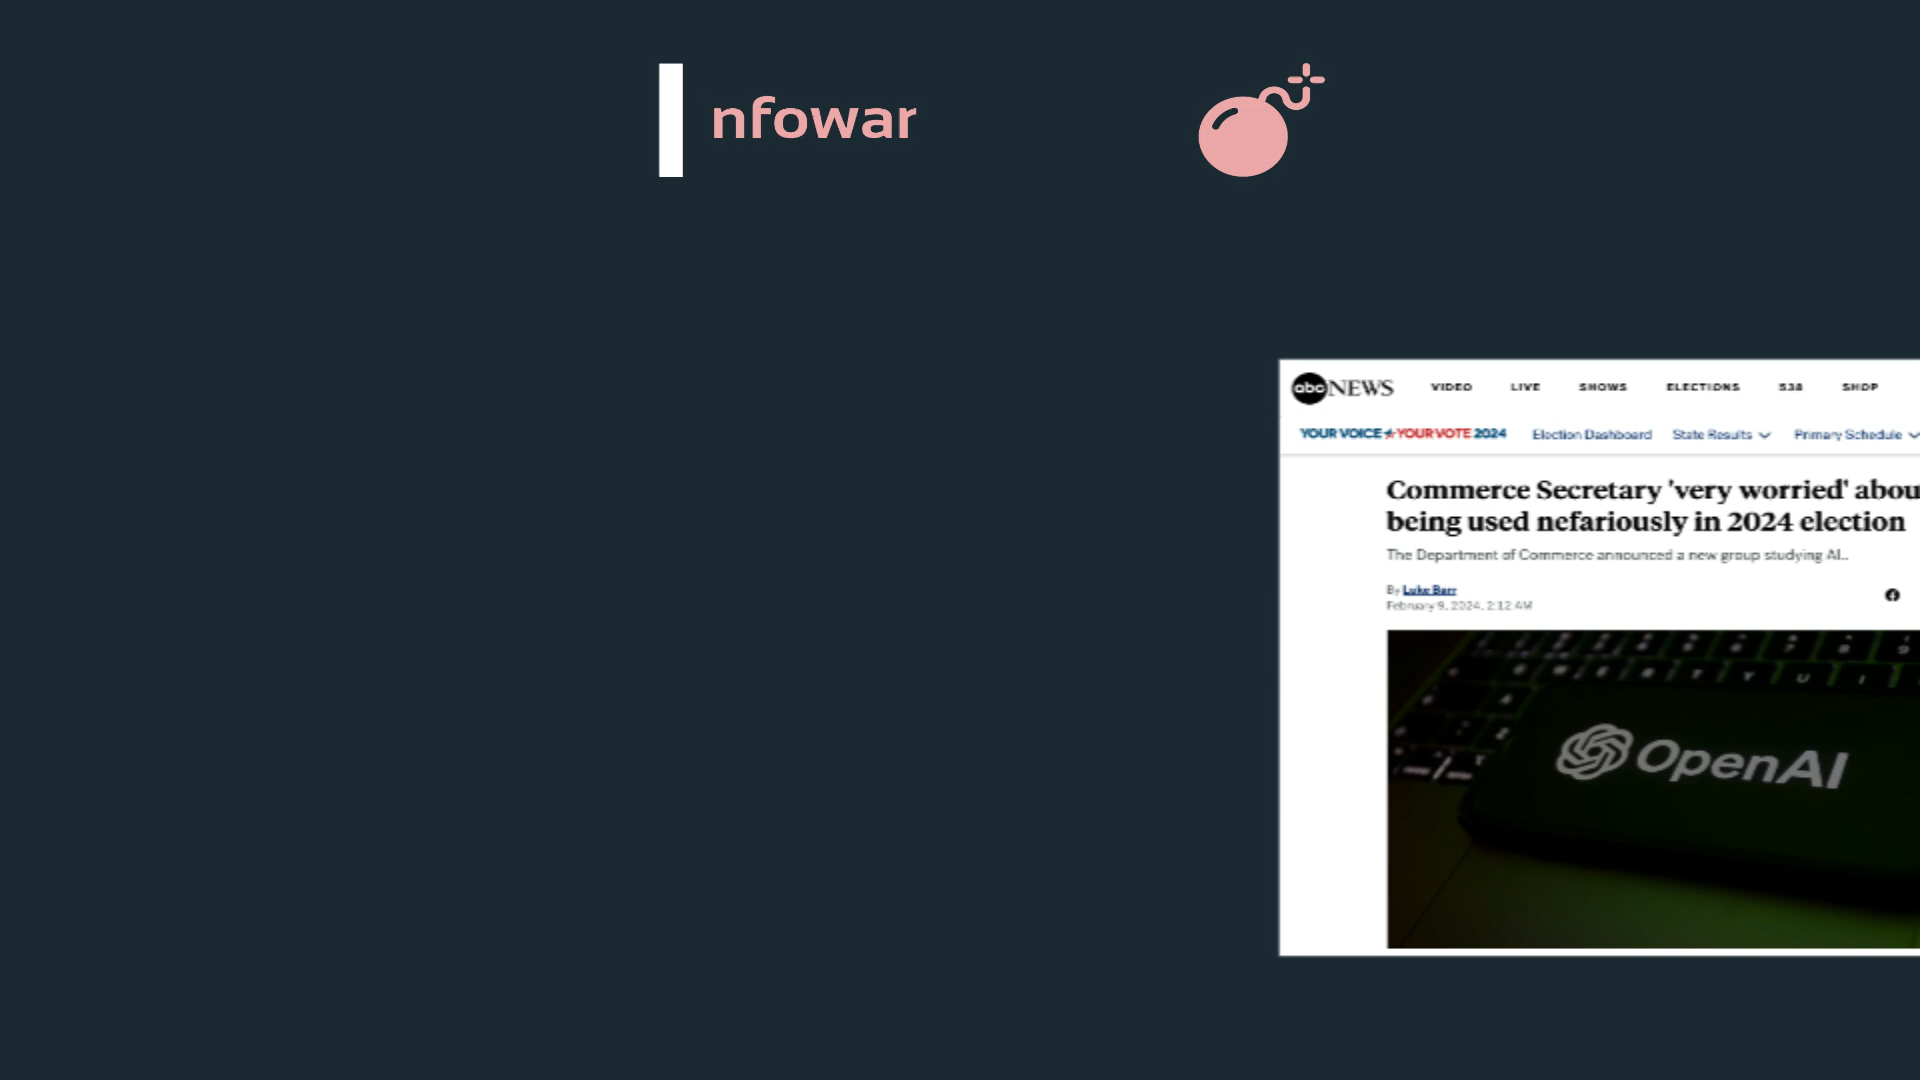 nfowar
abc NEWS VIDEO LIVE SHOWS ELECTIONS 538 SHOP
YOUR VOICE YOUR VOTE 2024 Election Dashboard State Results Primary Schedule
Commerce Secretary 'very worried' abou
being used nefariously in 2024 election
The Department of Commerce announced a new group studying AI..
By Luke Barr
February 9, 2024, 2:12 AM
OpenAI